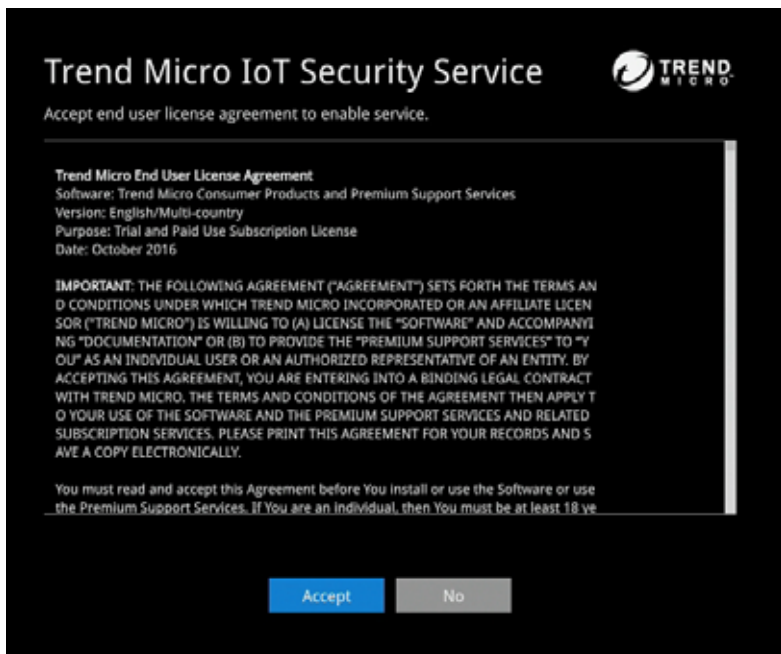 Trend Micro IoT Security Service
TREND
MICRO
Accept end user license agreement to enable service.
Trend Micro End User License Agreement
Software: Trend Micro Consumer Products and Premium Support Services
Version: English/Multi-country
Purpose: Trial and Paid Use Subscription License
Date: October 2016
IMPORTANT: THE FOLLOWING AGREEMENT ("AGREEMENT") SETS FORTH THE TERMS AN
D CONDITIONS UNDER WHICH TREND MICRO INCORPORATED OR AN AFFILIATE LICEN
SOR ("TREND MICRO") IS WILLING TO (A) LICENSE THE "SOFTWARE" AND ACCOMPANYI
NG "DOCUMENTATION" OR (B) TO PROVIDE THE "PREMIUM SUPPORT SERVICES" TO "Y
OU" AS AN INDIVIDUAL USER OR AN AUTHORIZED REPRESENTATIVE OF AN ENTITY. BY
ACCEPTING THIS AGREEMENT, YOU ARE ENTERING INTO A BINDING LEGAL CONTRACT
WITH TREND MICRO. THE TERMS AND CONDITIONS OF THE AGREEMENT THEN APPLY T
O YOUR USE OF THE SOFTWARE AND THE PREMIUM SUPPORT SERVICES AND RELATED
SUBSCRIPTION SERVICES. PLEASE PRINT THIS AGREEMENT FOR YOUR RECORDS AND S
AVE A COPY ELECTRONICALLY.
You must read and accept this Agreement before You install or use the Software or use
the Premium Support Services. If You are an individual, then You must be at least 18 ye
Accept
No